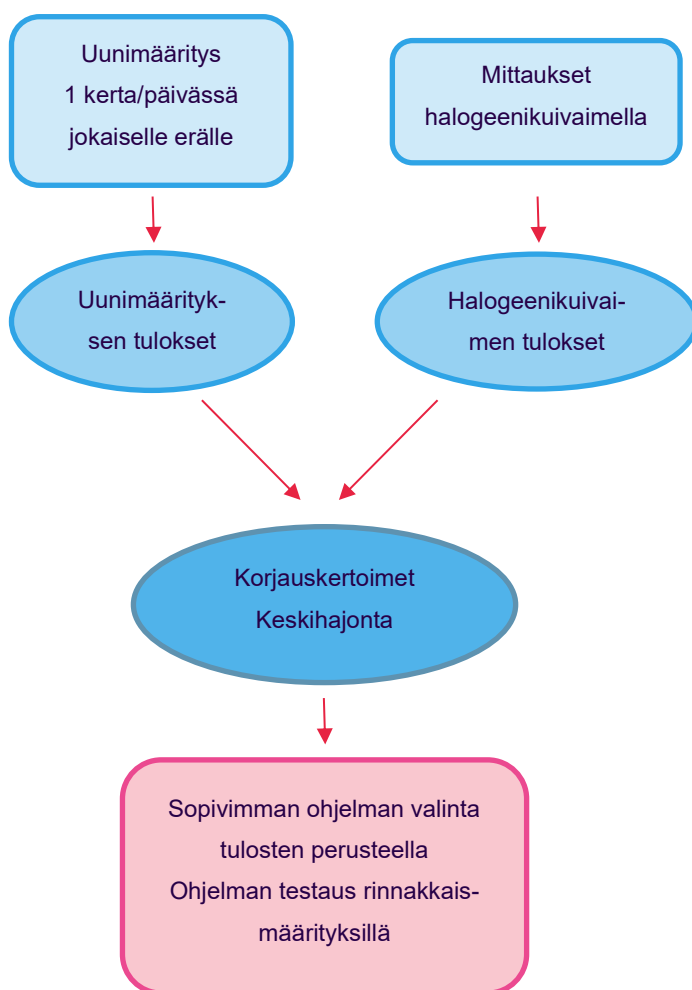 Uunimääritys
1 kerta/päivässä
jokaiselle erälle
Mittaukset
halogeenikuivaimella
Uunimäärityk-
sen tulokset
Halogeenikuivai-
men tulokset
Korjauskertoimet
Keskihajonta
Sopivimman ohjelman valinta
tulosten perusteella
Ohjelman testaus rinnakkais-
määrityksillä